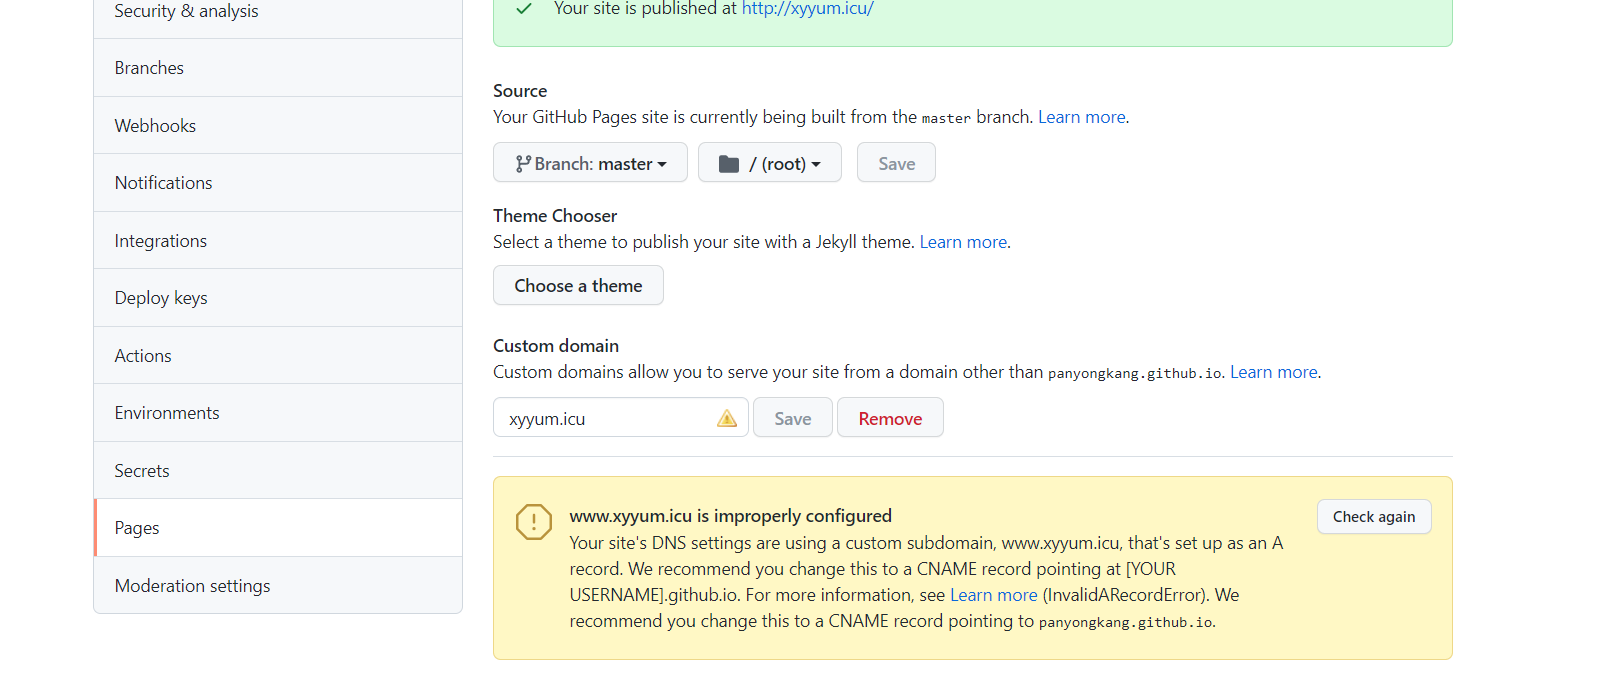 Security & analysis
Branches
Webhooks
Notifications
Integrations
Deploy keys
Actions
Environments
Secrets
Pages
Moderation settings
Your site is published at http://xyyum.icu/
Source
Your GitHub Pages site is currently being built from the master branch. Learn more.
Branch: master
/ (root)
Save
Theme Chooser
Select a theme to publish your site with a Jekyll theme. Learn more.
Choose a theme
Custom domain
Custom domains allow you to serve your site from a domain other than panyongkang.github.io. Learn more.
xyyum.icu
Save
Remove
www.xyyum.icu is improperly configured
Check again
Your site's DNS settings are using a custom subdomain, www.xyyum.icu, that's set up as an A
record. We recommend you change this to a CNAME record pointing at [YOUR
USERNAME].github.io. For more information, see Learn more (InvalidARecordError). We
recommend you change this to a CNAME record pointing to panyongkang.github.io.